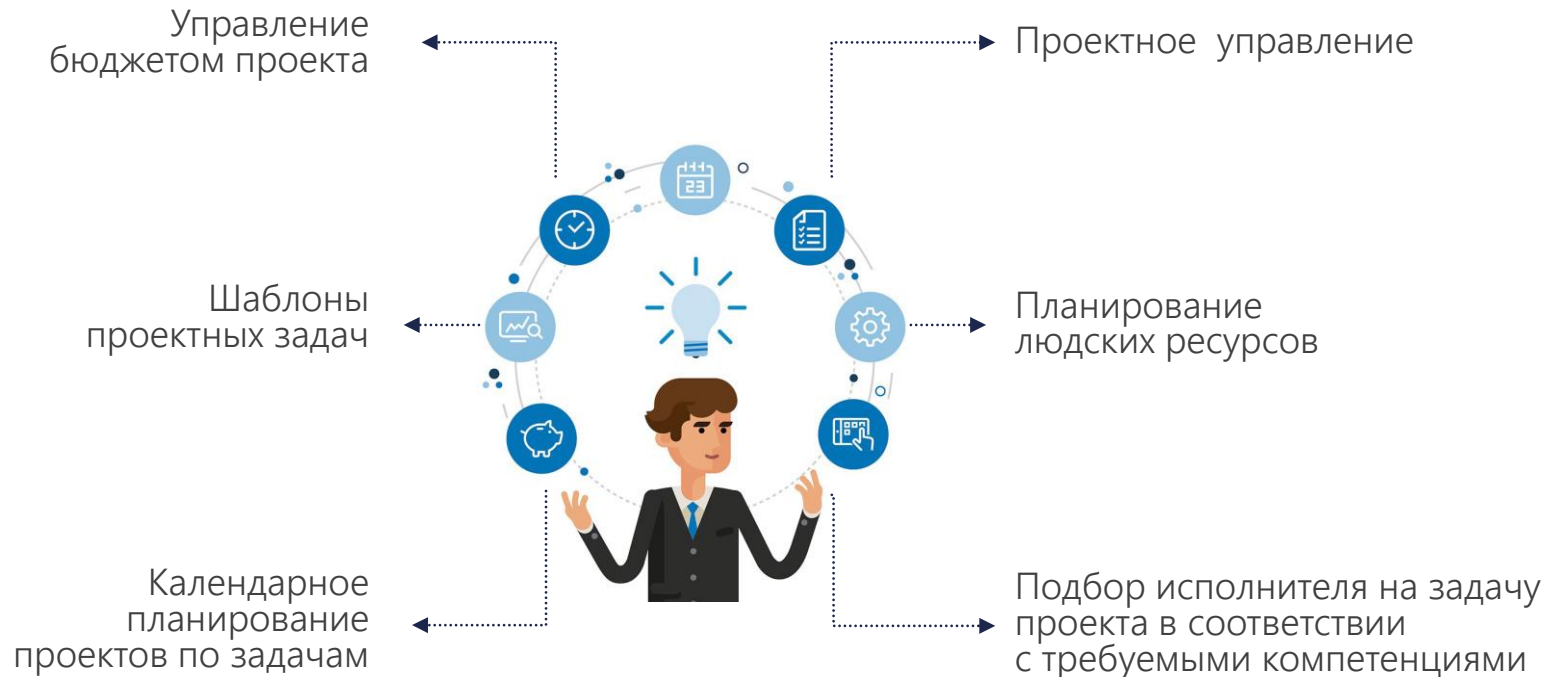 Управление
бюджетом проекта
Проектное управление
23
Шаблоны
проектных задач
Планирование
людских ресурсов
Календарное
планирование
проектов по задачам
Подбор исполнителя на задачу
проекта в соответствии
с требуемыми компетенциями